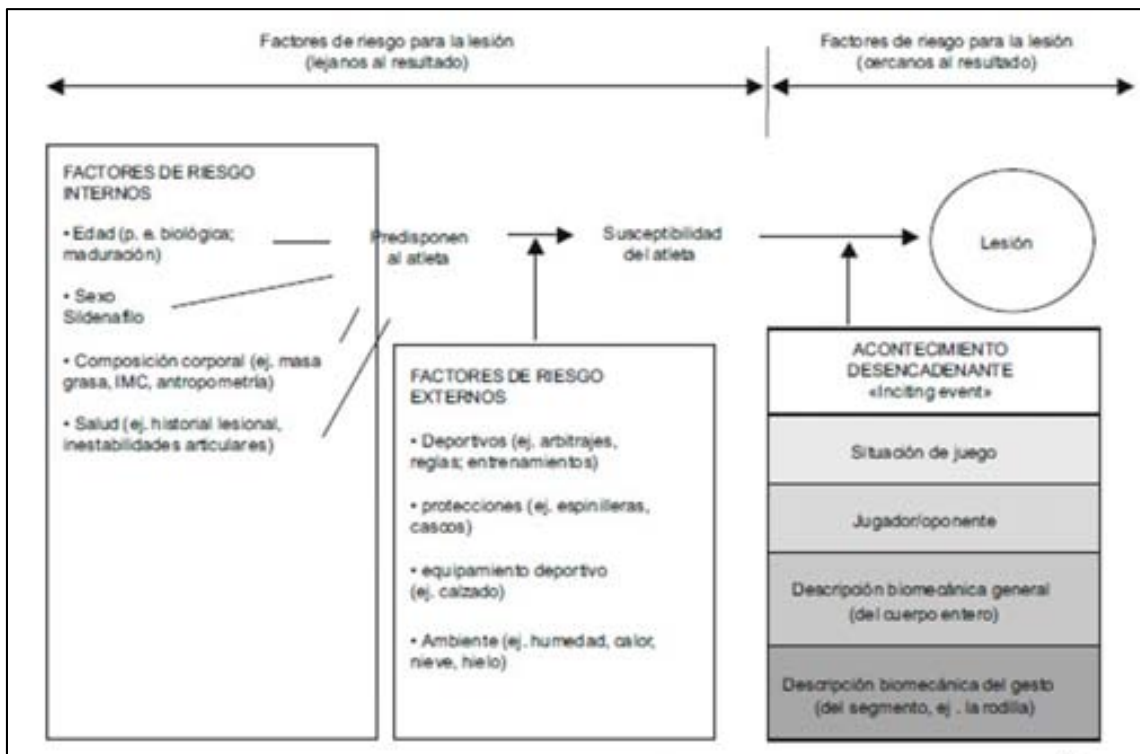 Factores de riesgo para la lesión
(lejanos al resultado)
Factores de riesgo para la lesión
(cercanos al resultado)
FACTORES DE RIESGO
INTERNOS
• Edad (p. e. biológica;
maduración)
• Sexo
Sildenafilo
• Composición corporal (ej. masa
grasa, IMC, antropometría)
• Salud (ej. historial lesional,
inestabilidades articulares)
Predisponen
al atleta
FACTORES DE RIESGO
EXTERNOS
• Deportivos (ej. arbitrajes,
reglas; entrenamientos)
• protecciones (ej. espinilleras,
cascos)
• equipamiento deportivo
(ej. calzado)
• Ambiente (ej. humedad, calor,
nieve, hielo)
Susceptibilidad
del atleta
Lesión
ACONTECIMIENTO
DESENCADENANTE
«Inciting event»
Situación de juego
Jugador/oponente
Descripción biomecánica general
(del cuerpo entero)
Descripción biomecánica del gesto
(del segmento, ej . la rodilla)